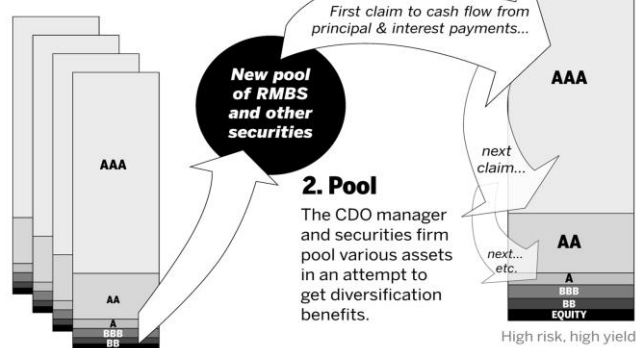 First claim to cash flow from
principal & interest payments...
New pool
of RMBS
and other
securities
AAA
AA
A
BBB
BB
2. Pool
The CDO manager
and securities firm
pool various assets
in an attempt to
get diversification
benefits.
next
claim...
next...
etc.
AAA
AA
A
BBB
BB
EQUITY
High risk, high yield